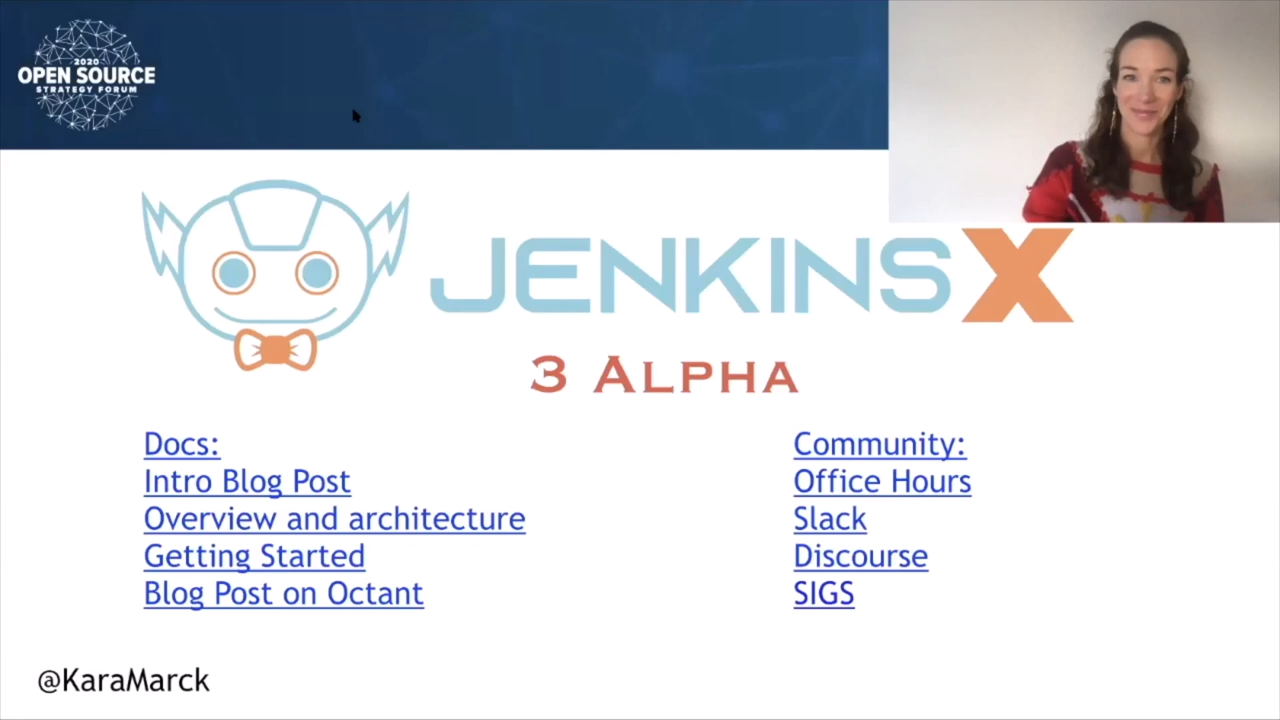 2020
OPEN SOURCE
STRATEGY FORUM
JENKINS X
3 ALPHA
Docs:
Intro Blog Post
Overview and architecture
Getting Started
Blog Post on Octant
Community:
Office Hours
Slack
Discourse
SIGS
@KaraMarck